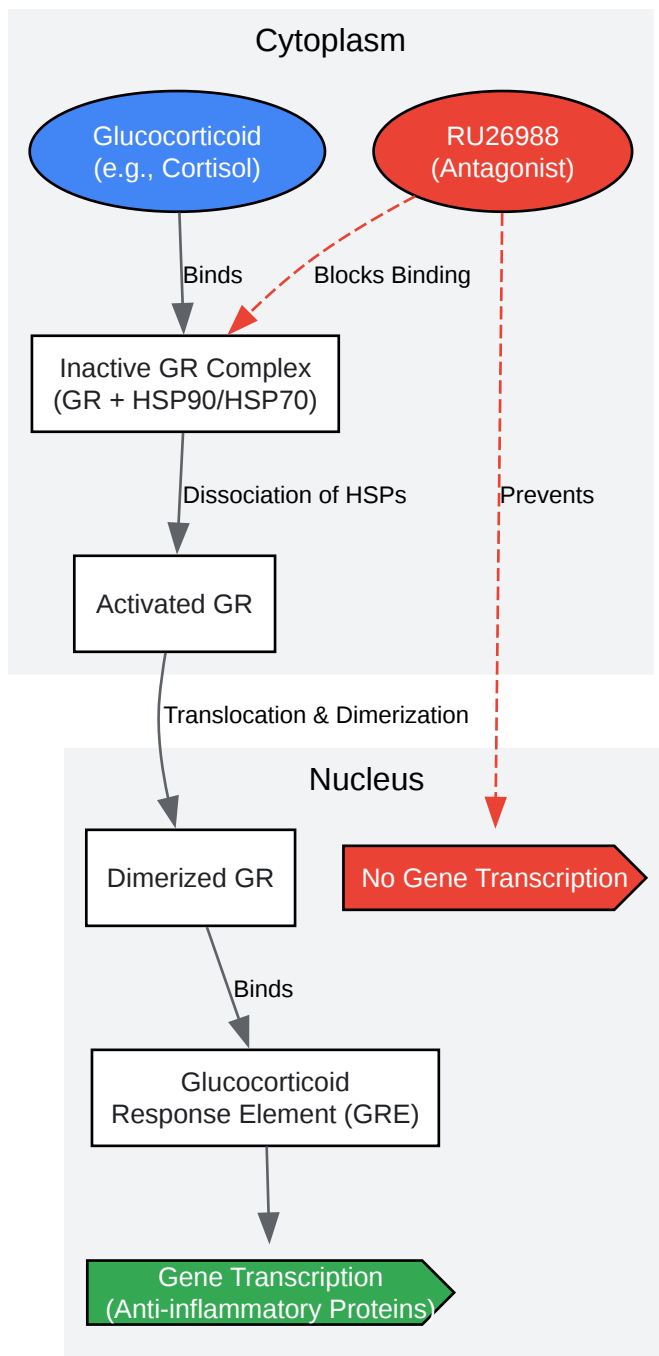 Cytoplasm
Glucocorticoid
(e.g., Cortisol)
RU26988
(Antagonist)
Binds
Blocks Binding
Inactive GR Complex
(GR + HSP90/HSP70)
Dissociation of HSPs
Prevents
Activated GR
Translocation & Dimerization
Nucleus
Dimerized GR
No Gene Transcription
Binds
Glucocorticoid
Response Element (GRE)
Gene Transcription
(Anti-inflammatory Proteins)